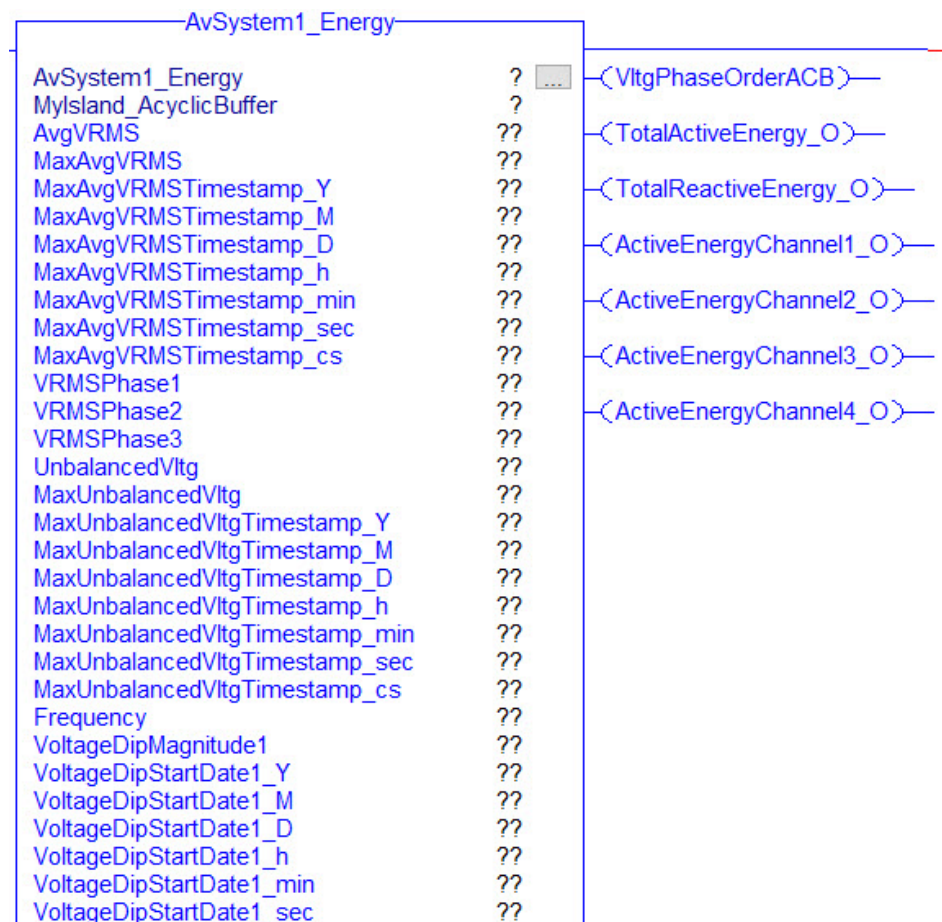 AvSystem1_Energy
AvSystem1_Energy ? ... VltgPhaseOrderACB
MyIsland_AcyclicBuffer ?
AvgVRMS ?? TotalActiveEnergy_O
MaxAvgVRMS ??
MaxAvgVRMSTimestamp_Y ?? TotalReactiveEnergy_O
MaxAvgVRMSTimestamp_M ??
MaxAvgVRMSTimestamp_D ?? ActiveEnergyChannel1_O
MaxAvgVRMSTimestamp_h ??
MaxAvgVRMSTimestamp_min ?? ActiveEnergyChannel2_O
MaxAvgVRMSTimestamp_sec ??
MaxAvgVRMSTimestamp_cs ?? ActiveEnergyChannel3_O
VRMSPhase1 ??
VRMSPhase2 ?? ActiveEnergyChannel4_O
VRMSPhase3 ??
UnbalancedVltg ??
MaxUnbalancedVltg ??
MaxUnbalancedVltgTimestamp_Y ??
MaxUnbalancedVltgTimestamp_M ??
MaxUnbalancedVltgTimestamp_D ??
MaxUnbalancedVltgTimestamp_h ??
MaxUnbalancedVltgTimestamp_min ??
MaxUnbalancedVltgTimestamp_sec ??
MaxUnbalancedVltgTimestamp_cs ??
Frequency ??
VoltageDipMagnitude1 ??
VoltageDipStartDate1_Y ??
VoltageDipStartDate1_M ??
VoltageDipStartDate1_D ??
VoltageDipStartDate1_h ??
VoltageDipStartDate1_min ??
VoltageDipStartDate1_sec ??